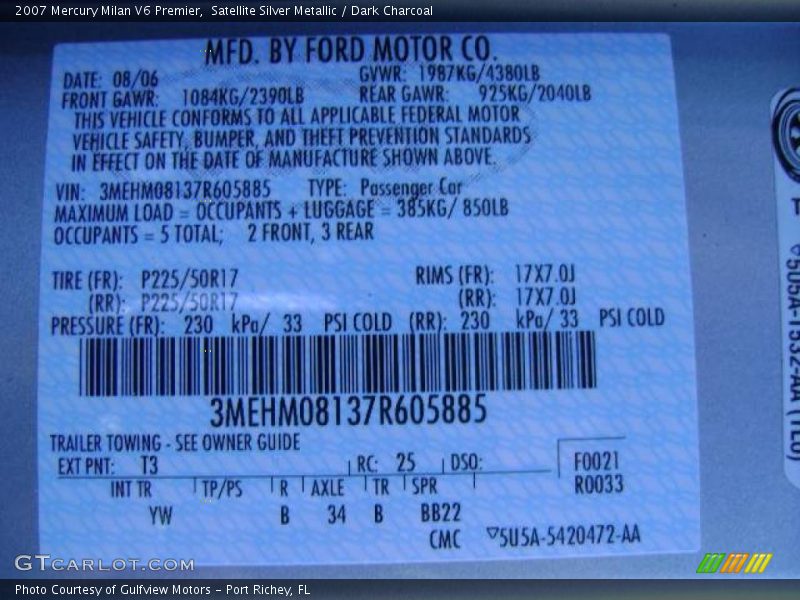 2007 Mercury Milan V6 Premier,  Satellite Silver Metallic / Dark Charcoal
MFD. BY FORD MOTOR CO.
DATE: 08/06 GVWR: 1987KG/4380LB
FRONT GAWR: 1084KG/2390LB REAR GAWR: 925KG/2040LB
THIS VEHICLE CONFORMS TO ALL APPLICABLE FEDERAL MOTOR
VEHICLE SAFETY, BUMPER, AND THEFT PREVENTION STANDARDS
IN EFFECT ON THE DATE OF MANUFACTURE SHOWN ABOVE.
VIN: 3MEHM08137R605885 TYPE: Passenger Car
MAXIMUM LOAD = OCCUPANTS + LUGGAGE = 385KG/ 850LB
OCCUPANTS = 5 TOTAL; 2 FRONT, 3 REAR
TIRE (FR): P225/50R17 RIMS (FR): 17X7.0J
(RR): P225/50R17 (RR): 17X7.0J
PRESSURE (FR): 230 kPa/ 33 PSI COLD (RR): 230 kPa/ 33 PSI COLD
3MEHM08137R605885
TRAILER TOWING - SEE OWNER GUIDE
EXT PNT: T3 RC: 25 DSO: F0021
R0033
INT TR TP/PS R AXLE TR SPR
YW B 34 B BB22
CMC ▽5U5A-5420472-AA
GTCARLOT.COM
Photo Courtesy of Gulfview Motors – Port Richey, FL